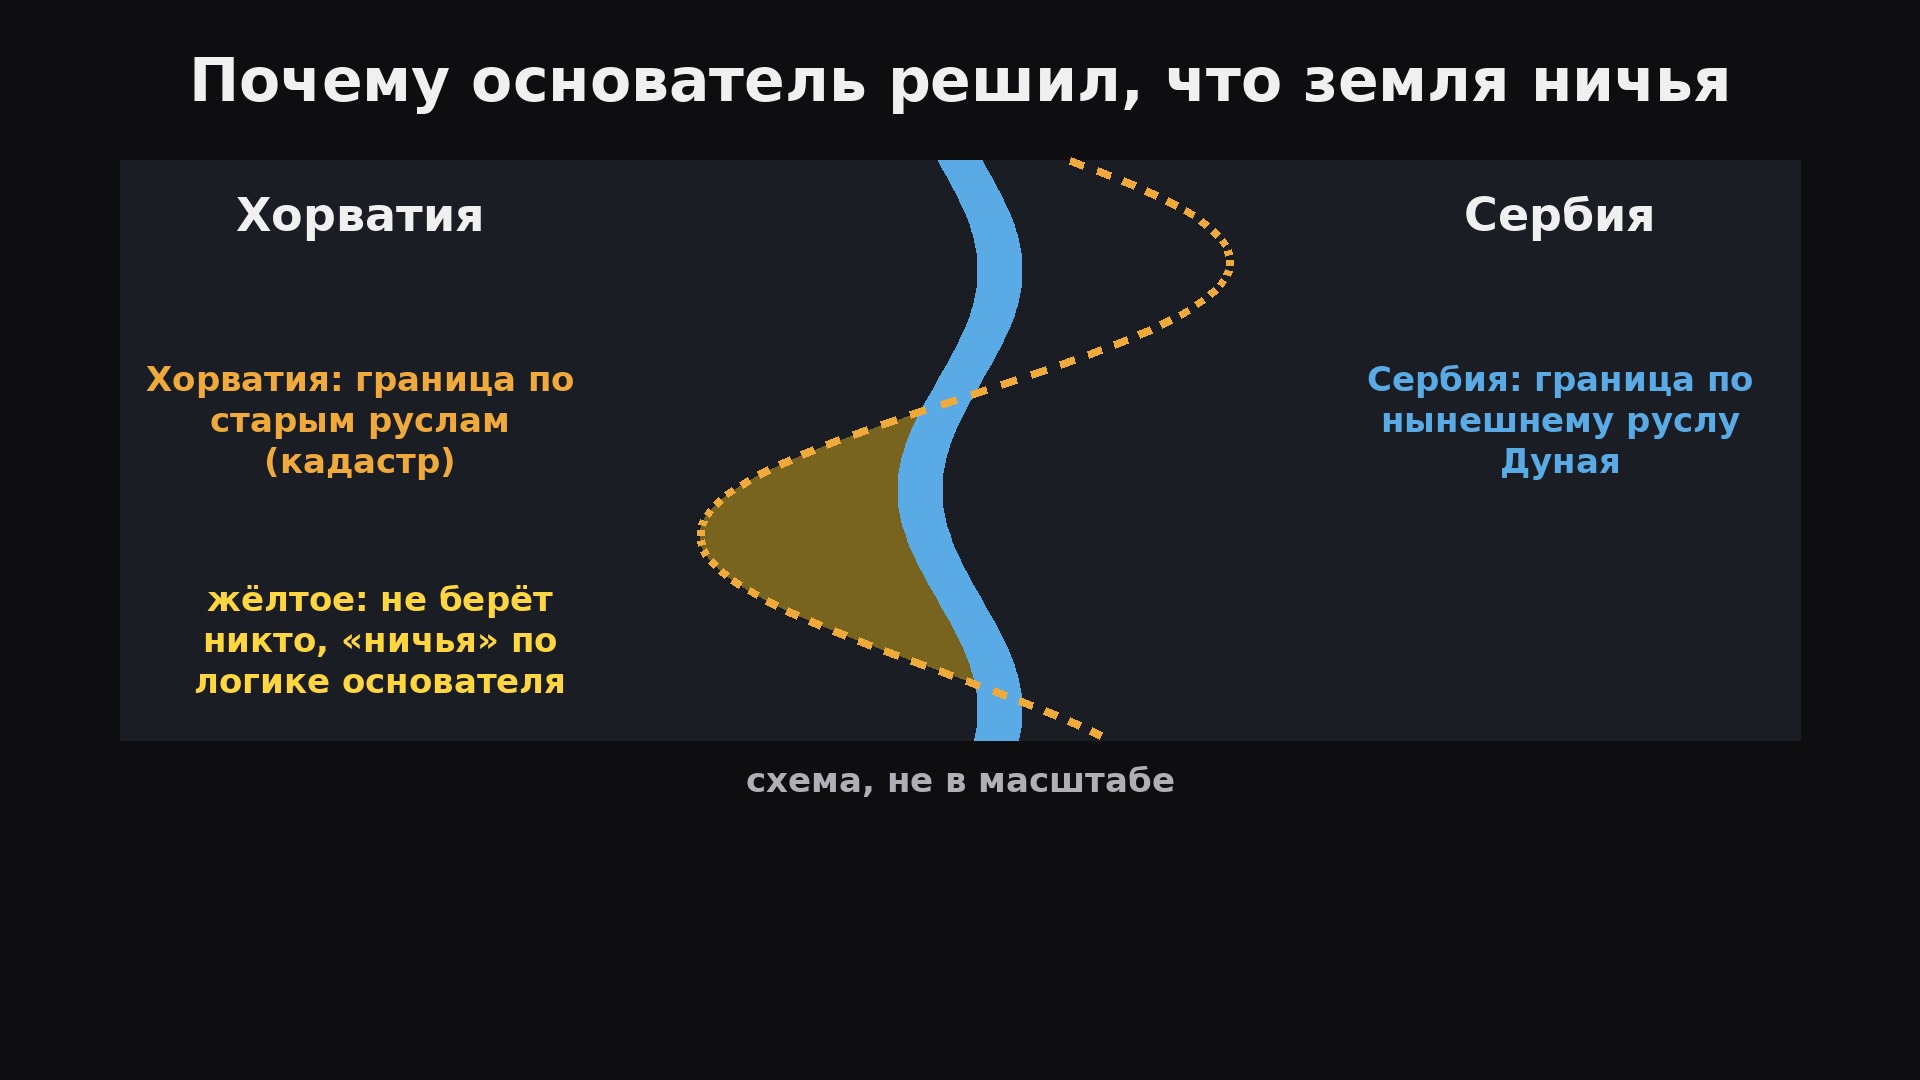 Почему основатель решил, что земля ничья
Хорватия
Сербия
Хорватия: граница по
старым руслам
(кадастр)
Сербия: граница по
нынешнему руслу
Дуная
жёлтое: не берёт
никто, «ничья» по
логике основателя
схема, не в масштабе